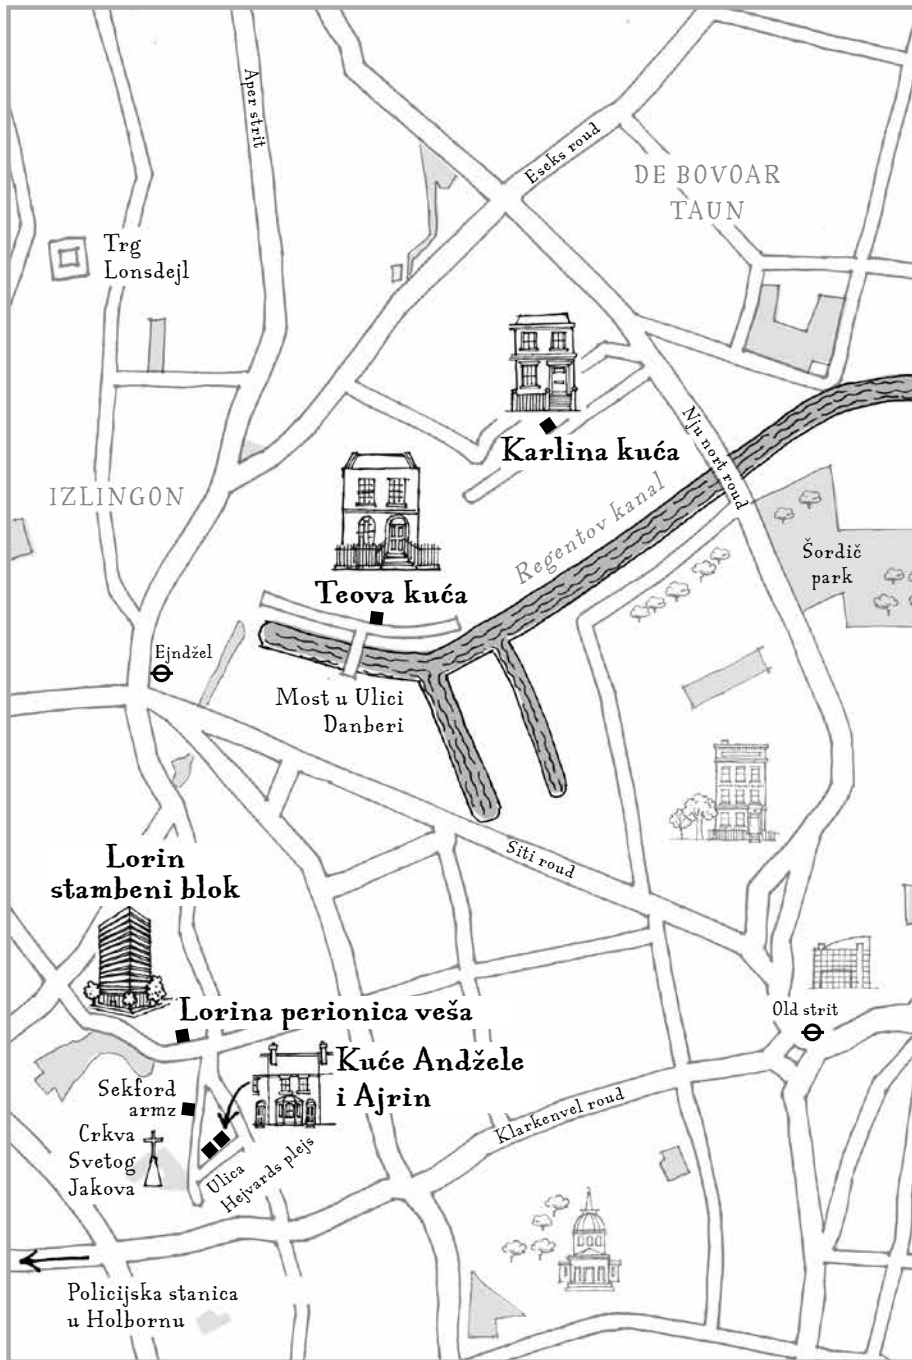 Aper strit
Eseks roud
DE BOVOAR
TAUN
Trg
Lonsdejl
Karlina kuća
Nju nort roud
IZLINGON
Regentov kanal
Šordič
park
Teova kuća
Ejndžel
Most u Ulici
Danberi
Siti roud
Lorin
stambeni blok
Lorina perionica veša
Old strit
Kuće Andžele
i Ajrin
Sekford
armz
Klarkenvel roud
Crkva
Svetog
Jakova
Ulica
Hejvards plejs
Policijska stanica
u Holbornu